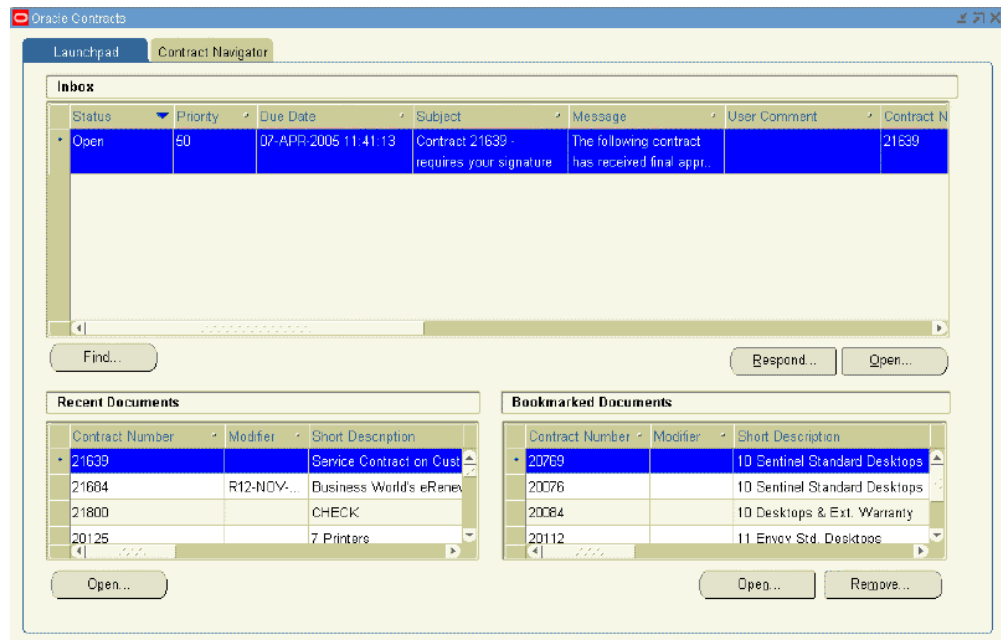 Oracle Contracts
Launchpad Contract Navigator
Inbox
Status Priority Due Date Subject Message User Comment Contract N
Open 50 07-APR-2005 11:41:13 Contract 21639 - The following contract 21639
requires your signature has received final appr..
Find... Respond... Open...
Recent Documents Bookmarked Documents
Contract Number Modifier Short Description Contract Number Modifier Short Description
21639 Service Contract on Cust 20769 10 Sentinel Standard Desktops
21684 R12-NOV-... Business World's eRenew 20076 10 Sentinel Standard Desktops
21800 CHECK 20084 10 Desktops & Ext. Warranty
20125 7 Printers 20112 11 Envoy Std. Desktops
Open... Open... Remove...